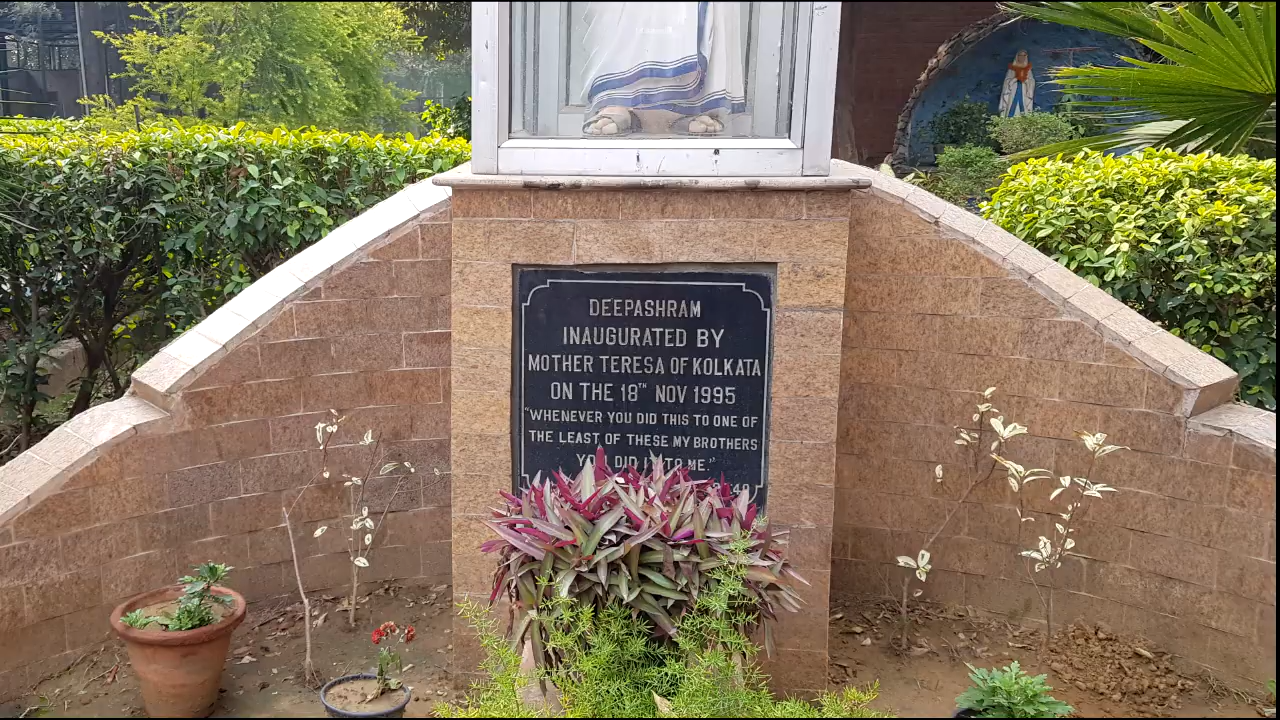 DEEPASHRAM
INAUGURATED BY
MOTHER TERESA OF KOLKATA
ON THE 18TH NOV 1995
"WHENEVER YOU DID THIS TO ONE OF
THE LEAST OF THESE MY BROTHERS
YOU DID IT TO ME."